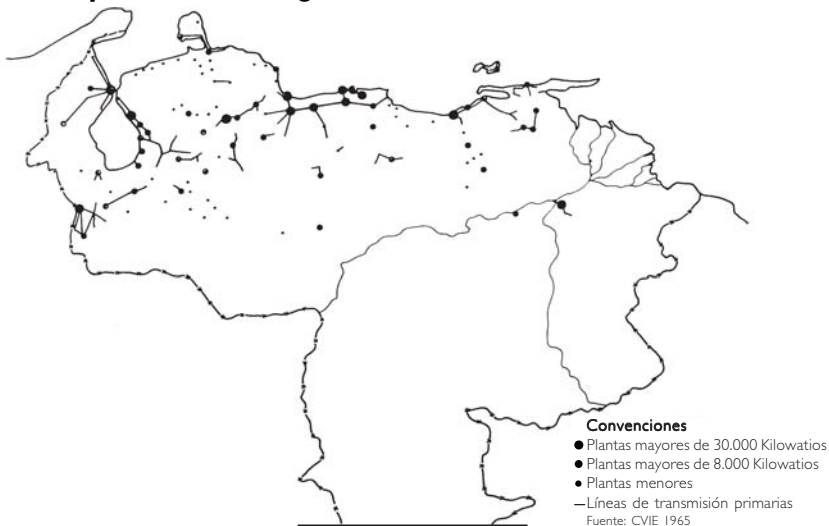 Convenciones
Plantas mayores de 30.000 Kilowatios
Plantas mayores de 8.000 Kilowatios
Plantas menores
Líneas de transmisión primarias
Fuente: CVIE 1965